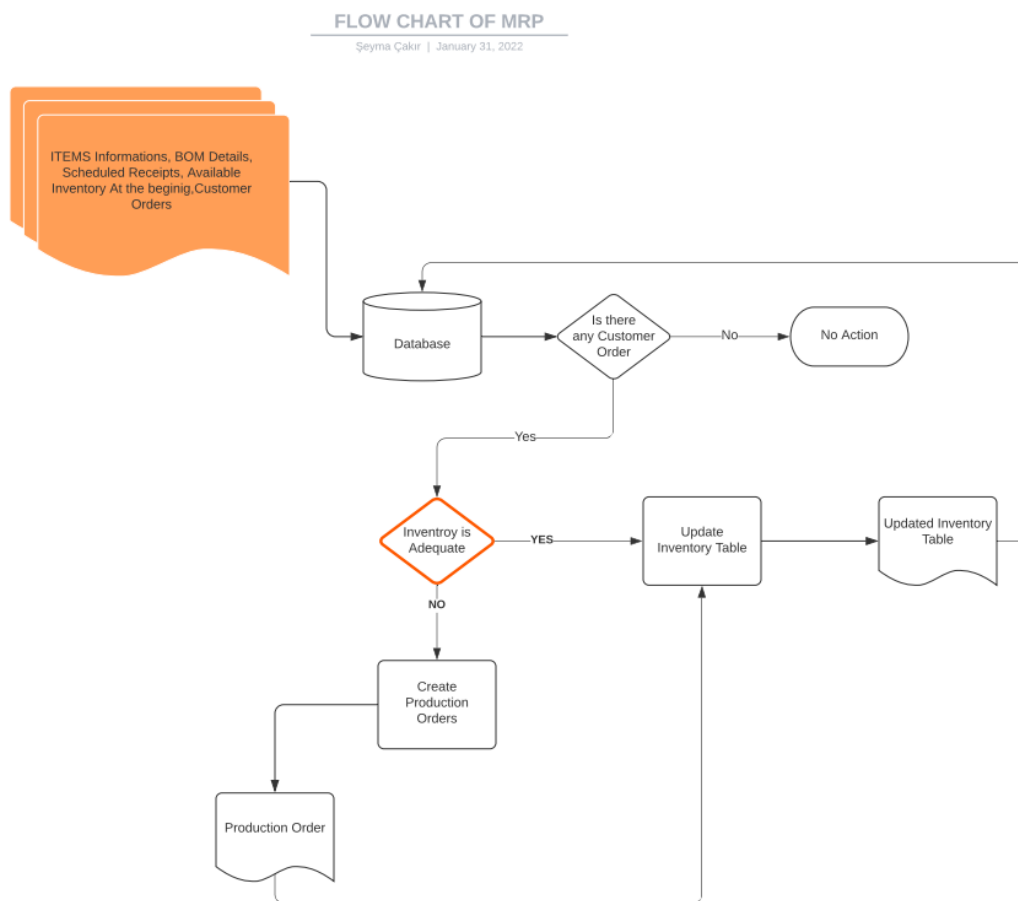 FLOW CHART OF MRP
Şeyma Çakır | January 31, 2022
ITEMS Informations, BOM Details,
Scheduled Receipts, Available
Inventory At the beginig,Customer
Orders
Database
Is there
any Customer
Order
No
No Action
Yes
Inventroy is
Adequate
YES
Update
Inventory Table
Updated Inventory
Table
NO
Create
Production
Orders
Production Order